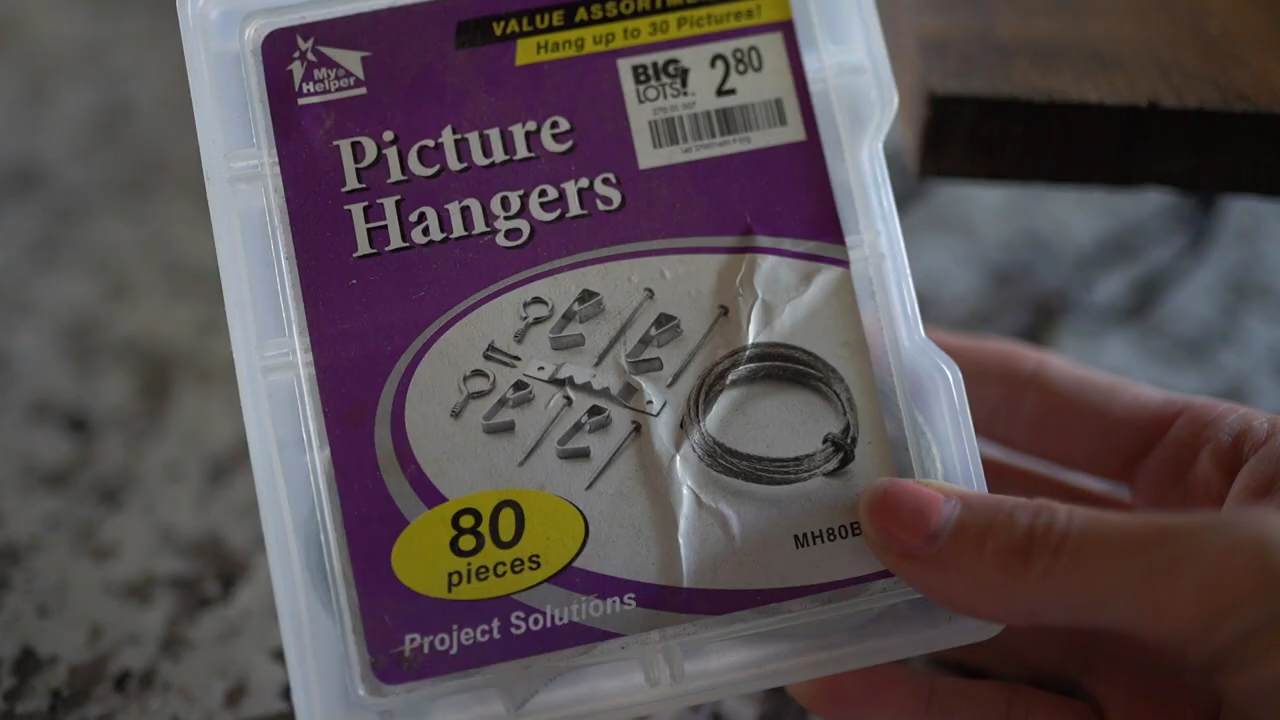 VALUE ASSORTMENT
Hang up to 30 Pictures!
My
Helper
BIG
LOTS!
2 80
Picture
Hangers
80
pieces
MH80B
Project Solutions